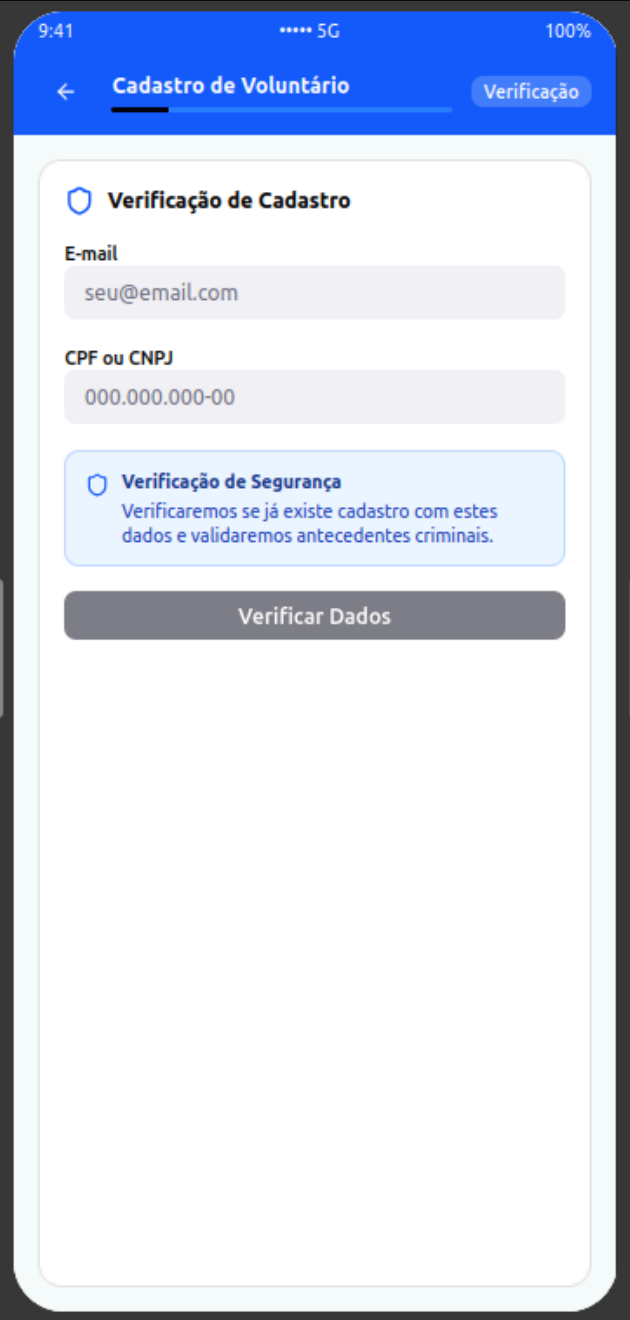 9:41 ••••• 5G 100%
Cadastro de Voluntário
Verificação
Verificação de Cadastro
E-mail
seu@email.com
CPF ou CNPJ
000.000.000-00
Verificação de Segurança
Verificaremos se já existe cadastro com estes
dados e validaremos antecedentes criminais.
Verificar Dados